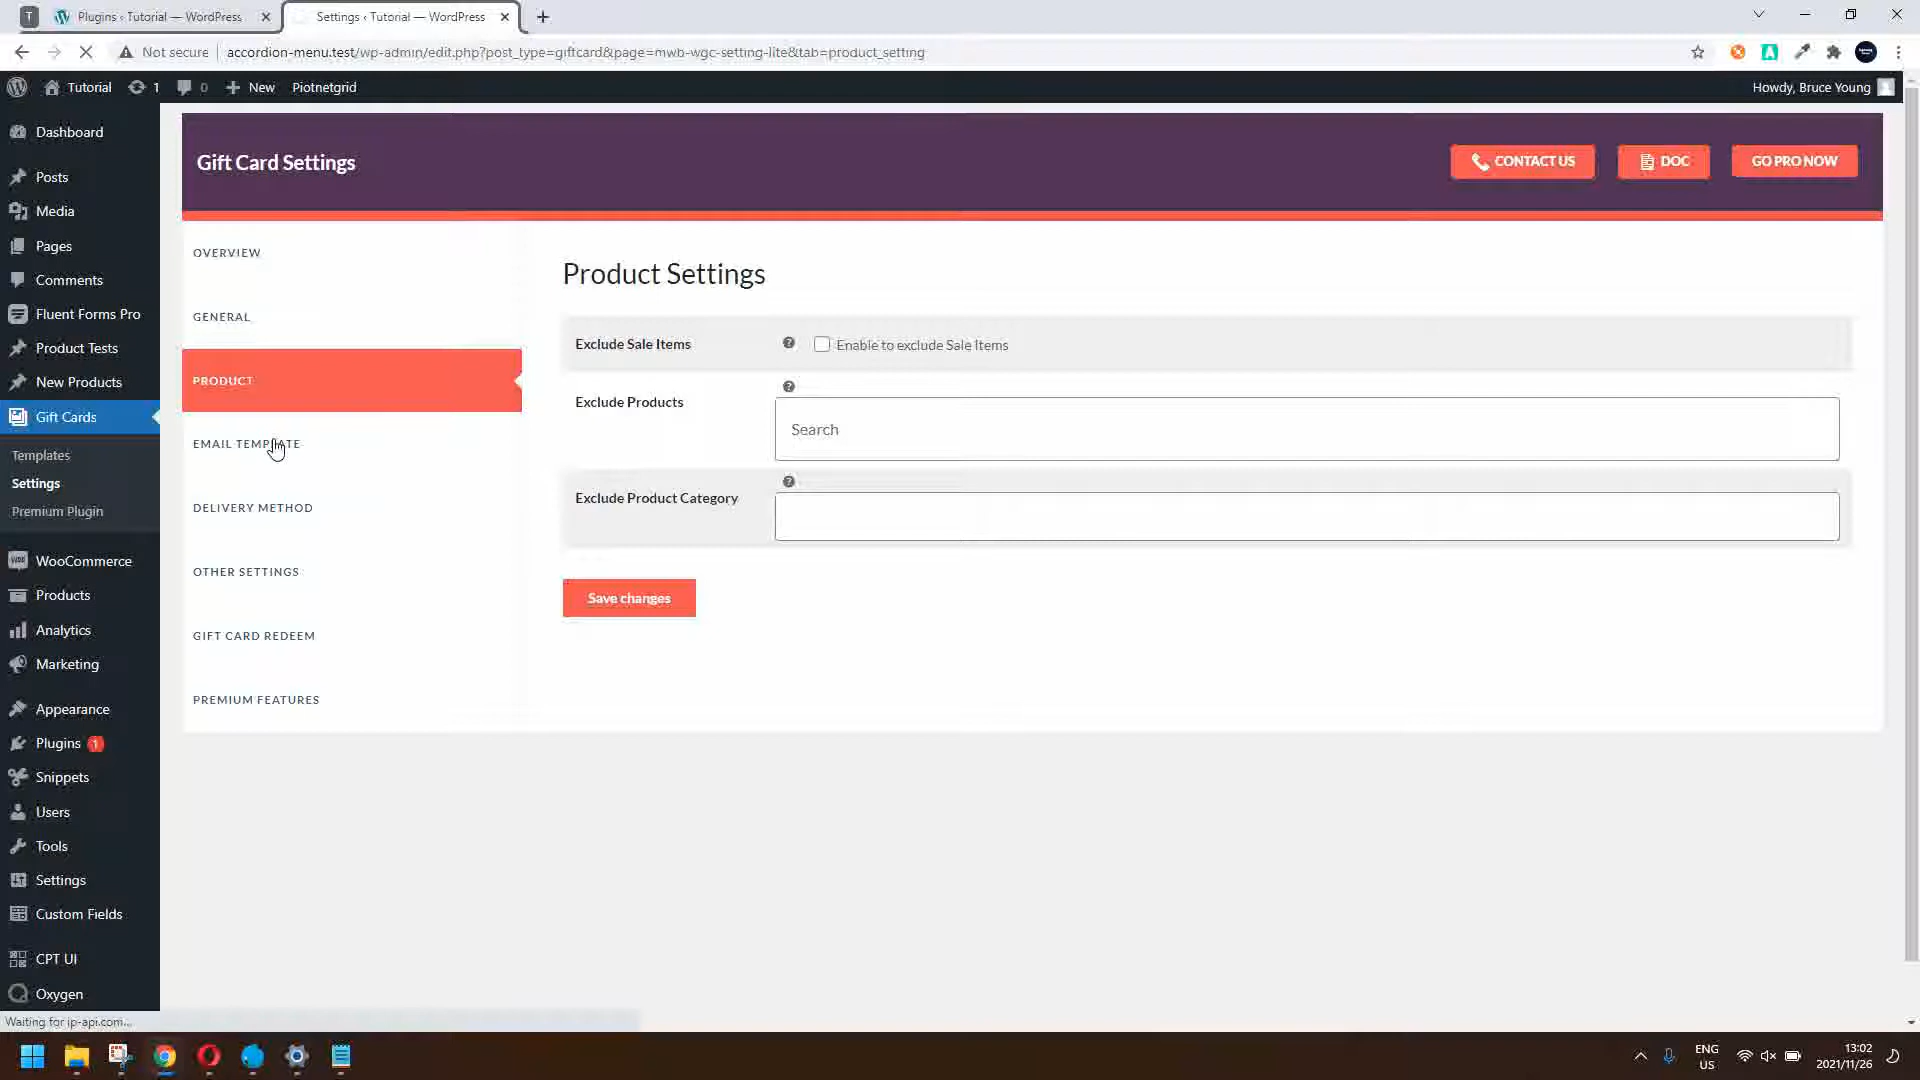 T
Plugins ‹ Tutorial — WordPress
Settings ‹ Tutorial — WordPress
Not secure
accordion-menu.test/wp-admin/edit.php?post_type=giftcard&page=mwb-wgc-setting-lite&tab=product_setting
Tutorial
1
0
New
Piotnetgrid
Howdy, Bruce Young
Dashboard
Posts
Media
Pages
Comments
Fluent Forms Pro
Product Tests
New Products
Gift Cards
Templates
Settings
Premium Plugin
WooCommerce
Products
Analytics
Marketing
Appearance
Plugins 1
Snippets
Users
Tools
Settings
Custom Fields
CPT UI
Oxygen
Gift Card Settings
CONTACT US
DOC
GO PRO NOW
OVERVIEW
GENERAL
PRODUCT
EMAIL TEMPLATE
DELIVERY METHOD
OTHER SETTINGS
GIFT CARD REDEEM
PREMIUM FEATURES
Product Settings
Exclude Sale Items
Enable to exclude Sale Items
Exclude Products
Search
Exclude Product Category
Save changes
Waiting for ip-api.com...
ENG
US
13:02
2021/11/26